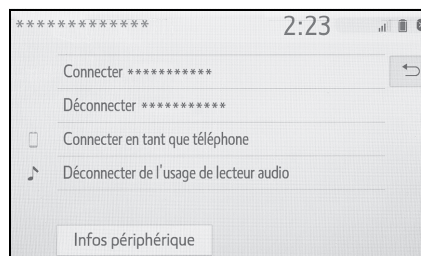 ************* 2:23
Connecter ***********
Déconnecter ***********
Connecter en tant que téléphone
Déconnecter de l'usage de lecteur audio
Infos périphérique